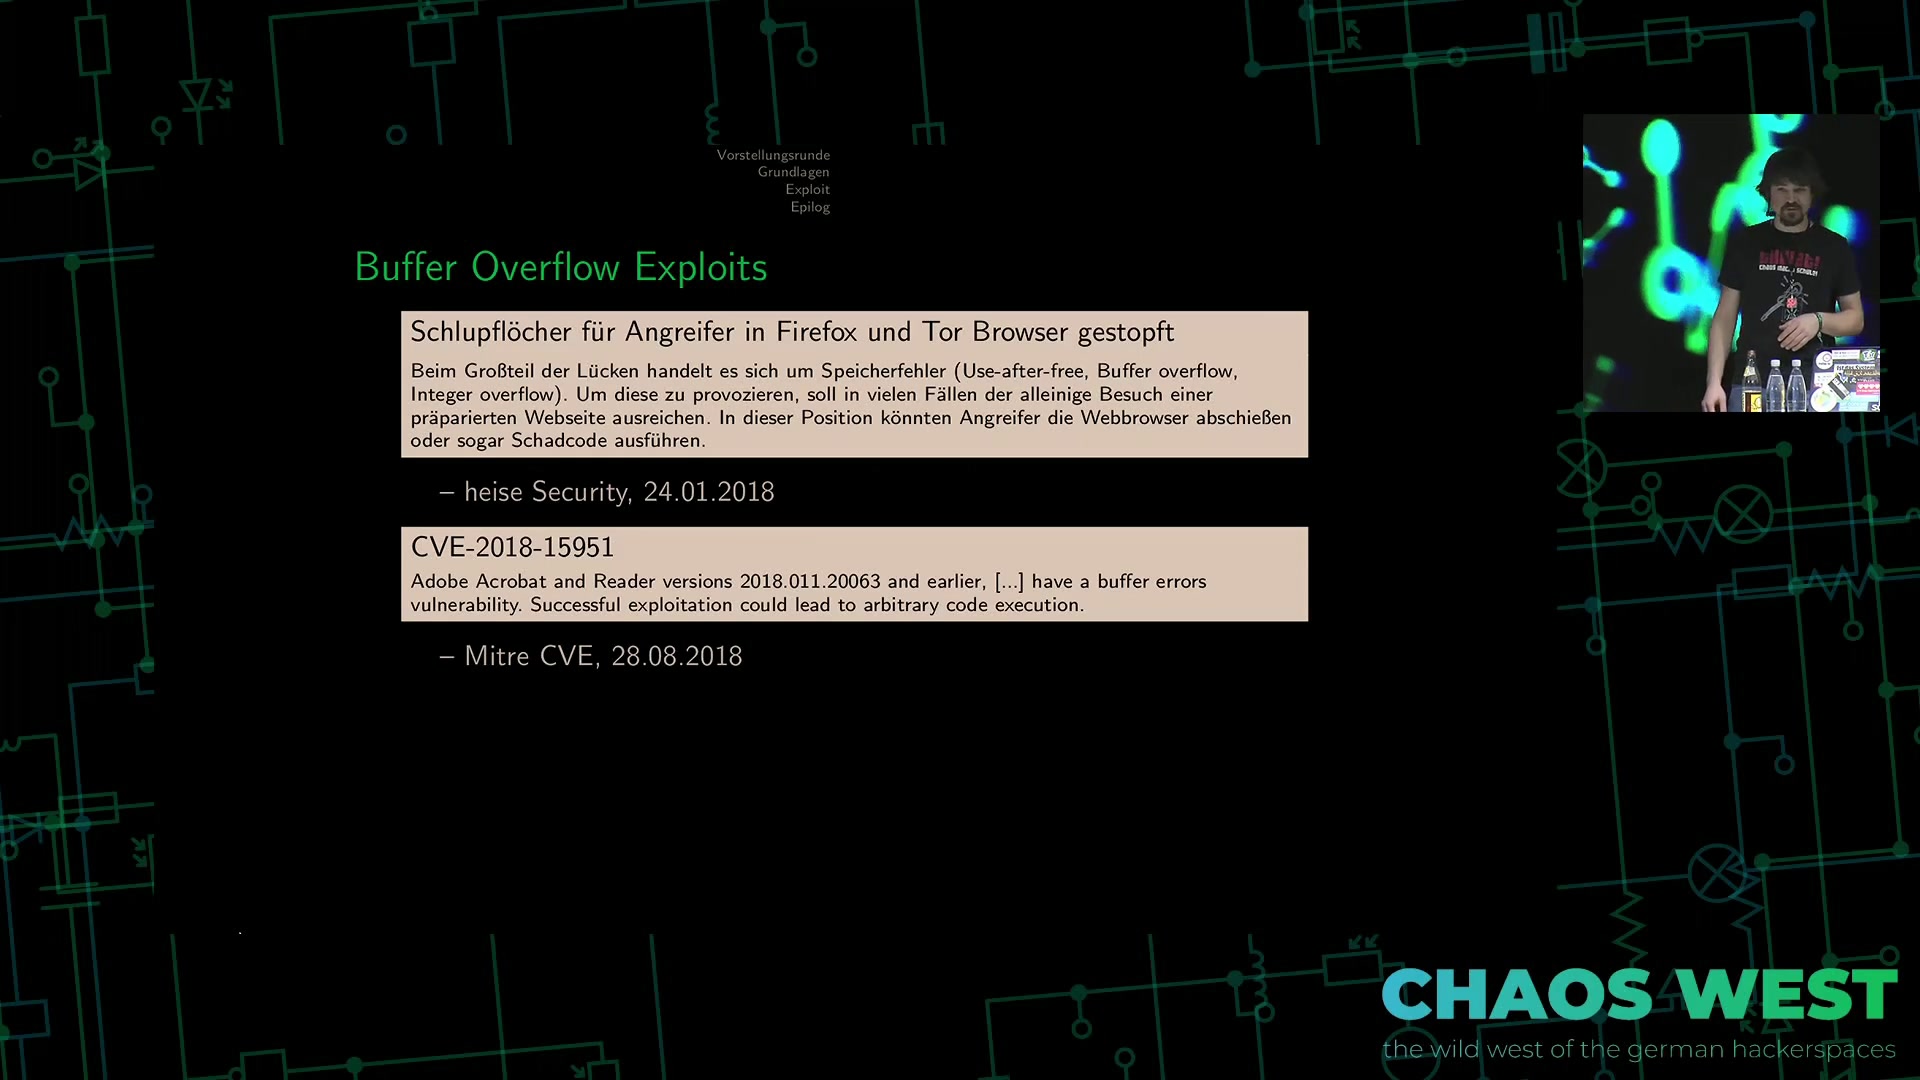 Vorstellungsrunde
Grundlagen
Exploit
Epilog
Buffer Overflow Exploits
Schlupflöcher für Angreifer in Firefox und Tor Browser gestopft
Beim Großteil der Lücken handelt es sich um Speicherfehler (Use-after-free, Buffer overflow,
Integer overflow). Um diese zu provozieren, soll in vielen Fällen der alleinige Besuch einer
präparierten Webseite ausreichen. In dieser Position könnten Angreifer die Webbrowser abschießen
oder sogar Schadcode ausführen.
– heise Security, 24.01.2018
CVE-2018-15951
Adobe Acrobat and Reader versions 2018.011.20063 and earlier, [...] have a buffer errors
vulnerability. Successful exploitation could lead to arbitrary code execution.
– Mitre CVE, 28.08.2018
CHAOS WEST
the wild west of the german hackerspaces